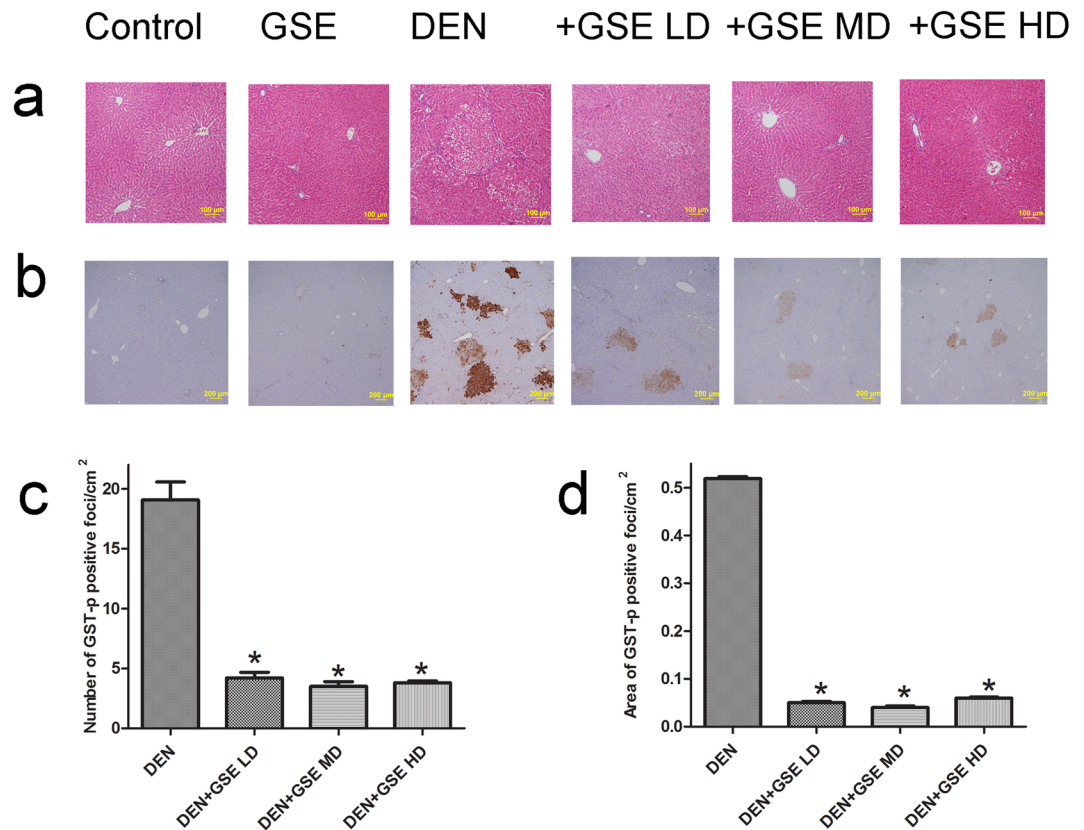 Control GSE DEN +GSE LD +GSE MD +GSE HD
a
100 µm 100 µm 100 µm 100 µm 100 µm 100 µm
b
200 µm 200 µm 200 µm 200 µm 200 µm 200 µm
c
Number of GST-p positive foci/cm²
20
15
10
5
0
* * *
DEN DEN+GSE LD DEN+GSE MD DEN+GSE HD
d
Area of GST-p positive foci/cm²
0.5
0.4
0.3
0.2
0.1
0.0
* * *
DEN DEN+GSE LD DEN+GSE MD DEN+GSE HD